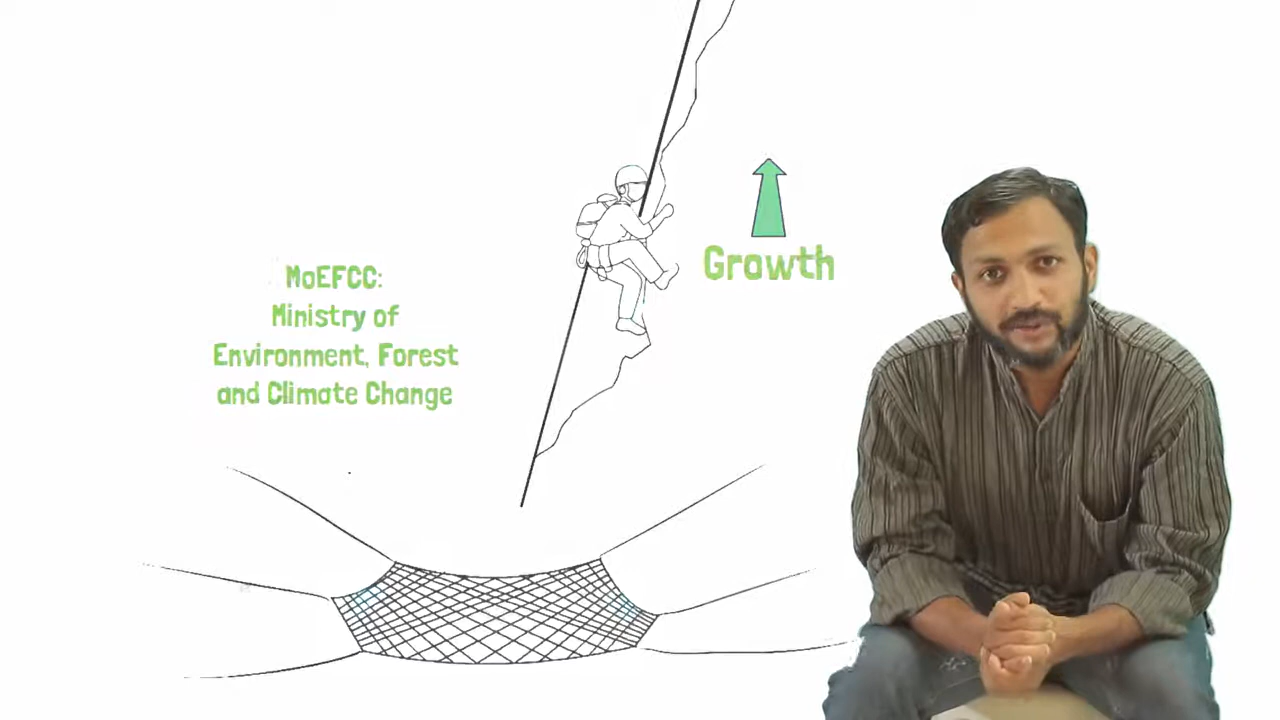 MoEFCC:
Ministry of
Environment, Forest
and Climate Change
Growth